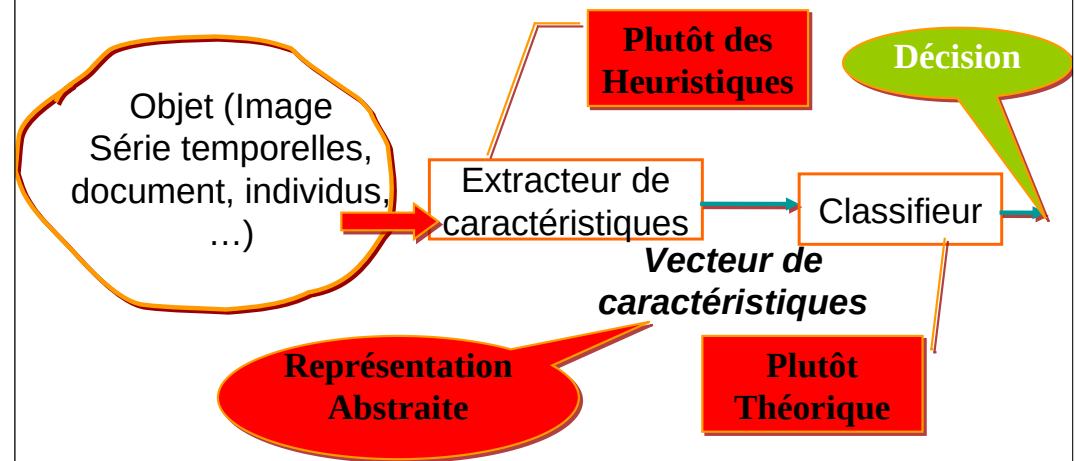 Plutôt des
Heuristiques
Décision
Objet (Image
Série temporelles,
document, individus,
…)
Extracteur de
caractéristiques
Classifieur
Vecteur de
caractéristiques
Représentation
Abstraite
Plutôt
Théorique